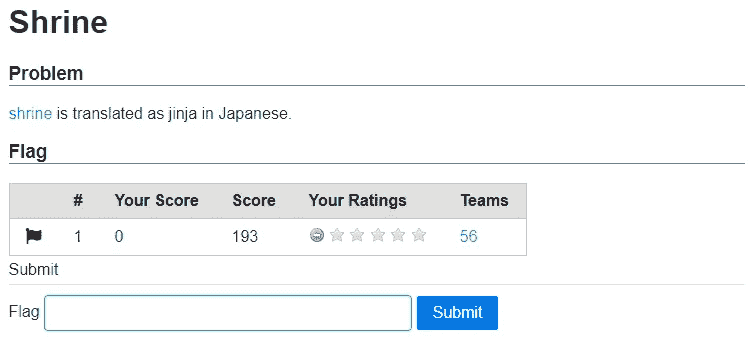 Shrine
Problem
shrine is translated as jinja in Japanese.
Flag
# Your Score Score Your Ratings Teams
1 0 193 56
Submit
Flag Submit